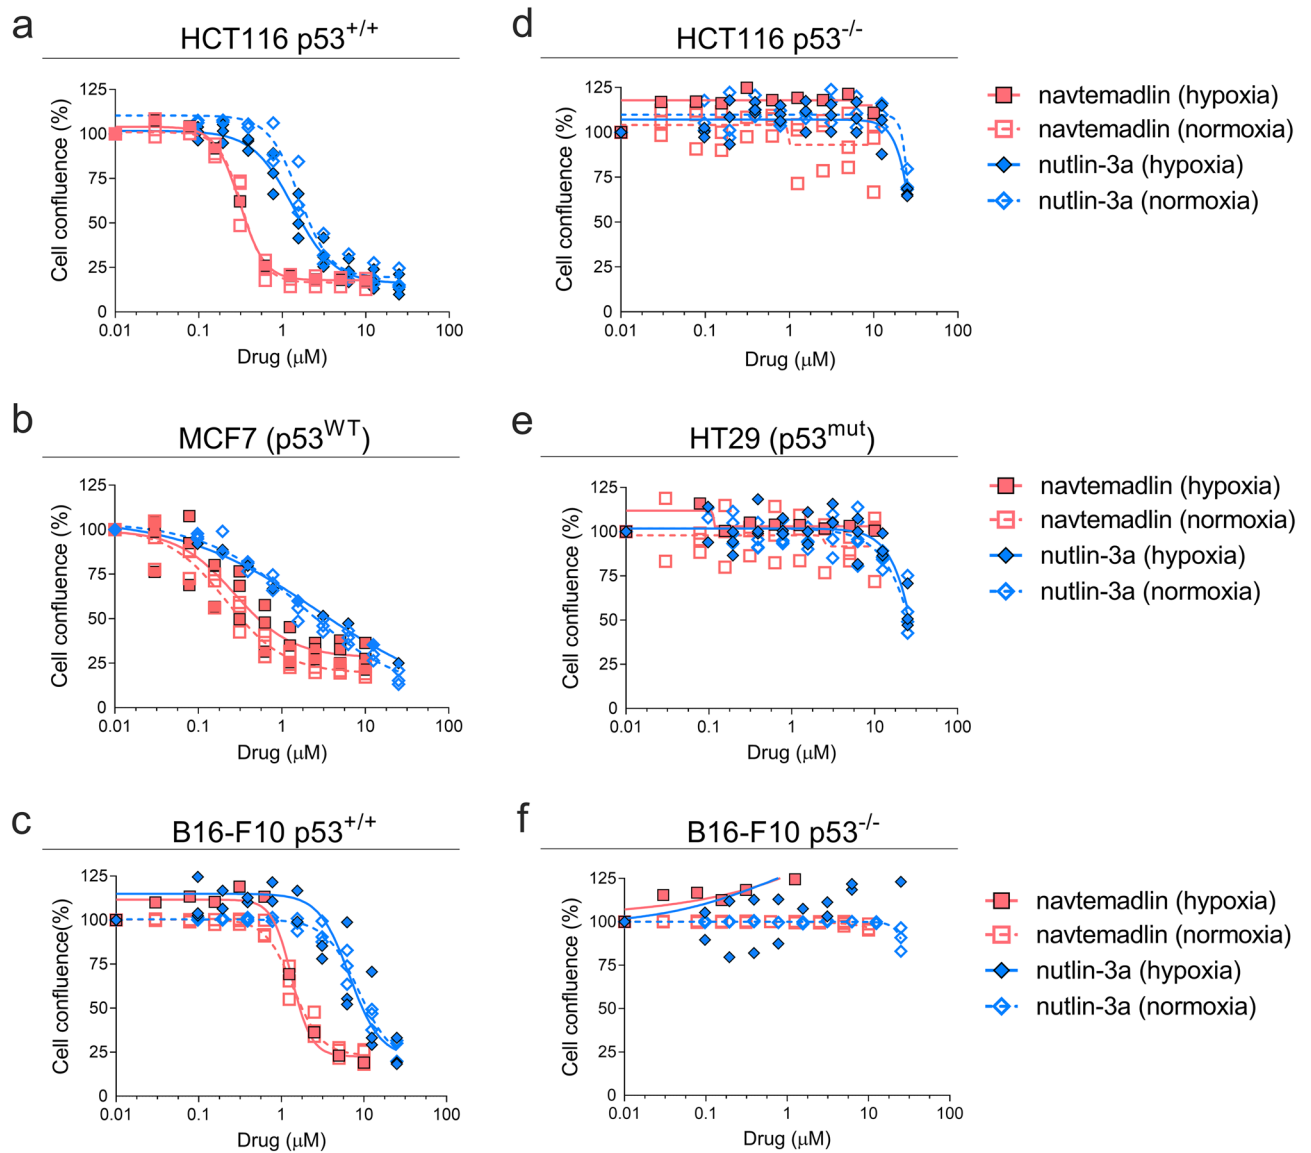 a
HCT116 p53+/+
Cell confluence (%)
125
100
75
50
25
0
0.01
0.1
1
10
100
Drug (μM)
d
HCT116 p53-/-
Cell confluence (%)
125
100
75
50
25
0
0.01
0.1
1
10
100
Drug (μM)
navtemadlin (hypoxia)
navtemadlin (normoxia)
nutlin-3a (hypoxia)
nutlin-3a (normoxia)
b
MCF7 (p53WT)
Cell confluence (%)
125
100
75
50
25
0
0.01
0.1
1
10
100
Drug (μM)
e
HT29 (p53mut)
Cell confluence (%)
125
100
75
50
25
0
0.01
0.1
1
10
100
Drug (μM)
navtemadlin (hypoxia)
navtemadlin (normoxia)
nutlin-3a (hypoxia)
nutlin-3a (normoxia)
c
B16-F10 p53+/+
Cell confluence(%)
125
100
75
50
25
0
0.01
0.1
1
10
100
Drug (μM)
f
B16-F10 p53-/-
Cell confluence (%)
125
100
75
50
25
0
0.01
0.1
1
10
100
Drug (μM)
navtemadlin (hypoxia)
navtemadlin (normoxia)
nutlin-3a (hypoxia)
nutlin-3a (normoxia)